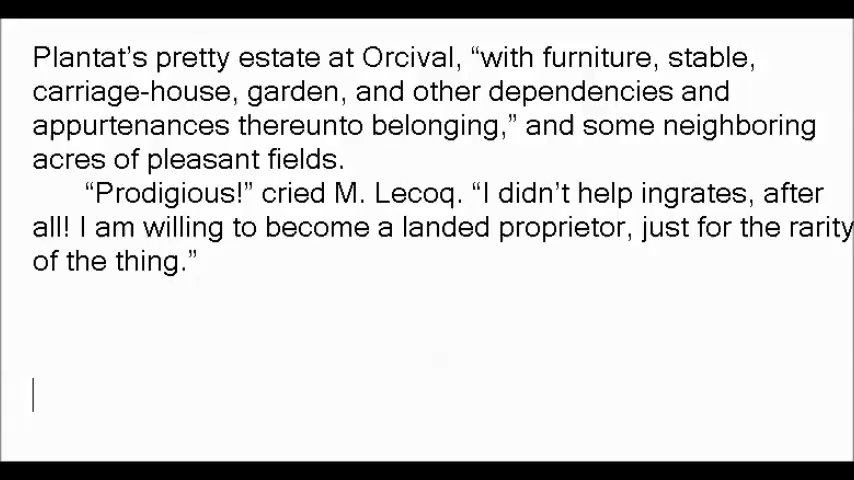 Plantat’s pretty estate at Orcival, “with furniture, stable,
carriage-house, garden, and other dependencies and
appurtenances thereunto belonging,” and some neighboring
acres of pleasant fields.
“Prodigious!” cried M. Lecoq. “I didn’t help ingrates, after
all! I am willing to become a landed proprietor, just for the rarity
of the thing.”